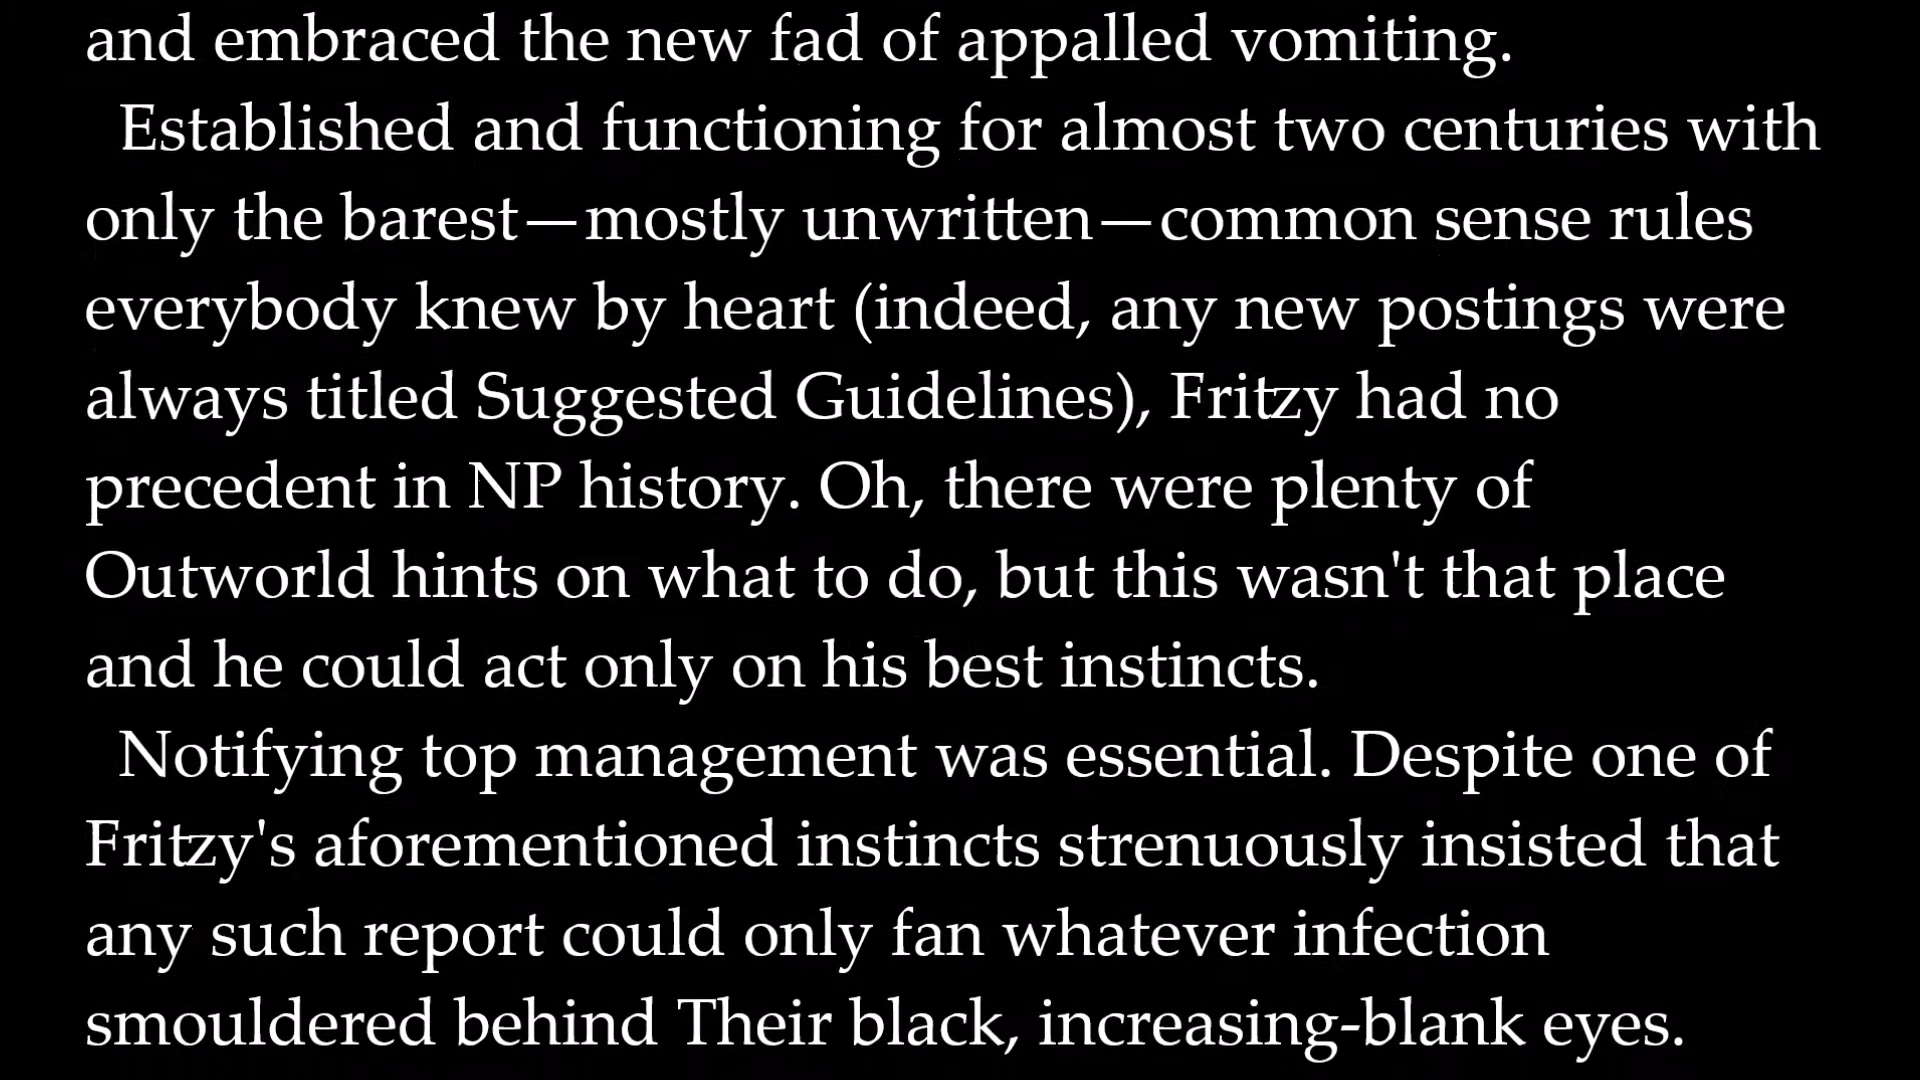 and embraced the new fad of appalled vomiting.
Established and functioning for almost two centuries with
only the barest—mostly unwritten—common sense rules
everybody knew by heart (indeed, any new postings were
always titled Suggested Guidelines), Fritzy had no
precedent in NP history. Oh, there were plenty of
Outworld hints on what to do, but this wasn't that place
and he could act only on his best instincts.
Notifying top management was essential. Despite one of
Fritzy's aforementioned instincts strenuously insisted that
any such report could only fan whatever infection
smouldered behind Their black, increasing-blank eyes.